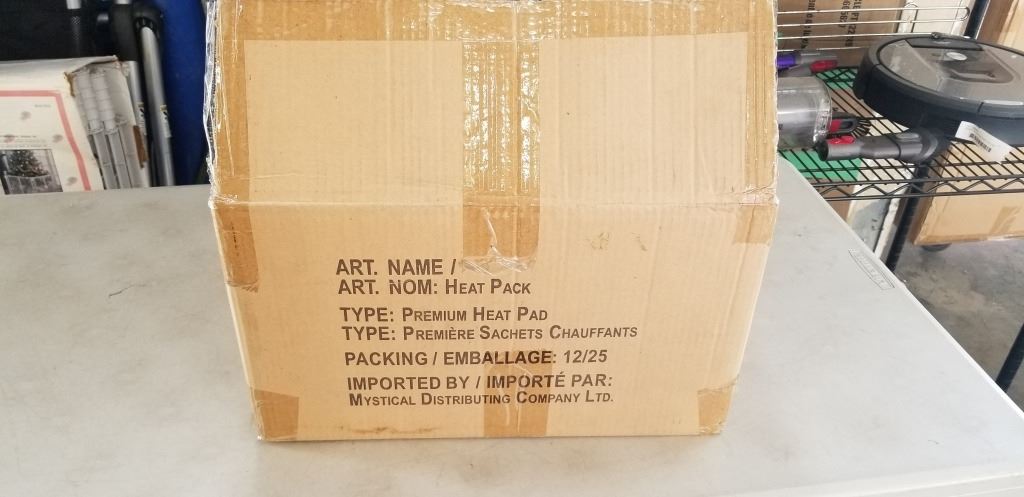 ART. NAME /
ART. NOM: HEAT PACK
TYPE: PREMIUM HEAT PAD
TYPE: PREMIÈRE SACHETS CHAUFFANTS
PACKING / EMBALLAGE: 12/25
IMPORTED BY / IMPORTÉ PAR:
MYSTICAL DISTRIBUTING COMPANY LTD.